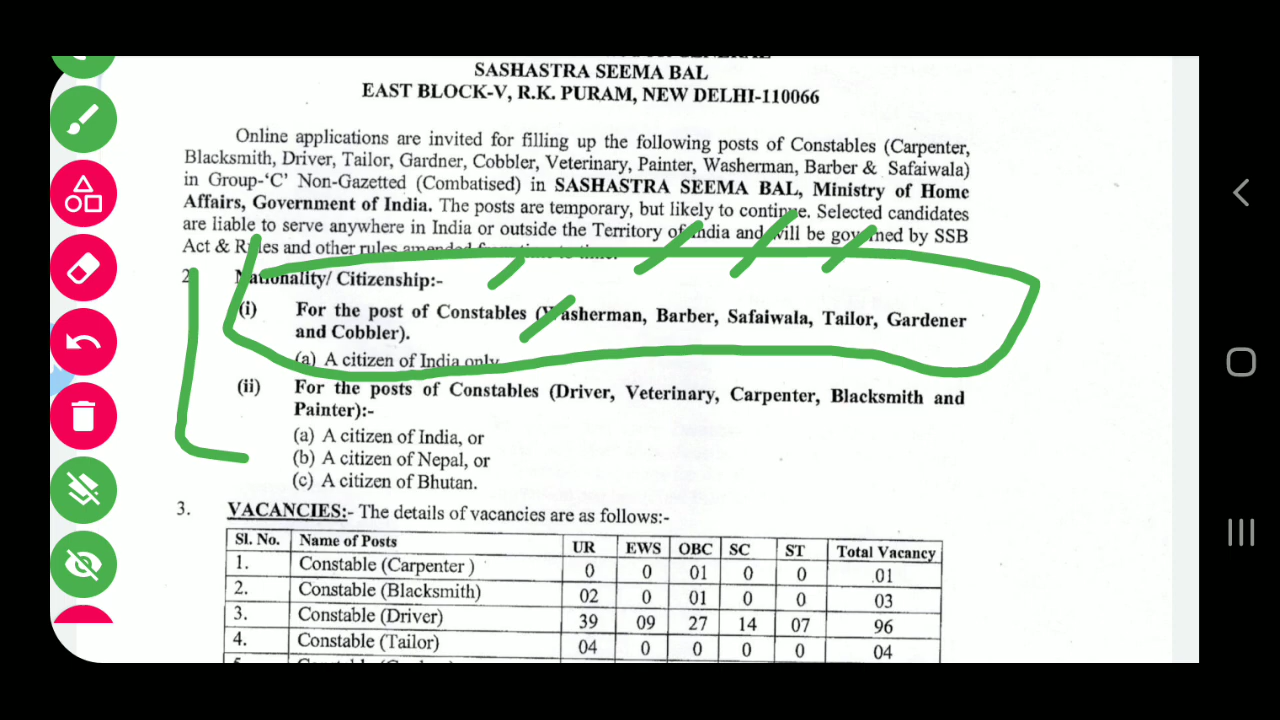 SASHASTRA SEEMA BAL
EAST BLOCK-V, R.K. PURAM, NEW DELHI-110066
Online applications are invited for filling up the following posts of Constables (Carpenter,
Blacksmith, Driver, Tailor, Gardner, Cobbler, Veterinary, Painter, Washerman, Barber & Safaiwala)
in Group-‘C’ Non-Gazetted (Combatised) in SASHASTRA SEEMA BAL, Ministry of Home
Affairs, Government of India. The posts are temporary, but likely to continue. Selected candidates
are liable to serve anywhere in India or outside the Territory of India and will be governed by SSB
Act & Rules and other rules amended from time to time.
2. Nationality/ Citizenship:-
(i) For the post of Constables (Washerman, Barber, Safaiwala, Tailor, Gardener
and Cobbler).
(a) A citizen of India only
(ii) For the posts of Constables (Driver, Veterinary, Carpenter, Blacksmith and
Painter):-
(a) A citizen of India, or
(b) A citizen of Nepal, or
(c) A citizen of Bhutan.
3. VACANCIES:- The details of vacancies are as follows:-
Sl. No. Name of Posts UR EWS OBC SC ST Total Vacancy
1. Constable (Carpenter ) 0 0 01 0 0 01
2. Constable (Blacksmith) 02 0 01 0 0 03
3. Constable (Driver) 39 09 27 14 07 96
4. Constable (Tailor) 04 0 0 0 0 04